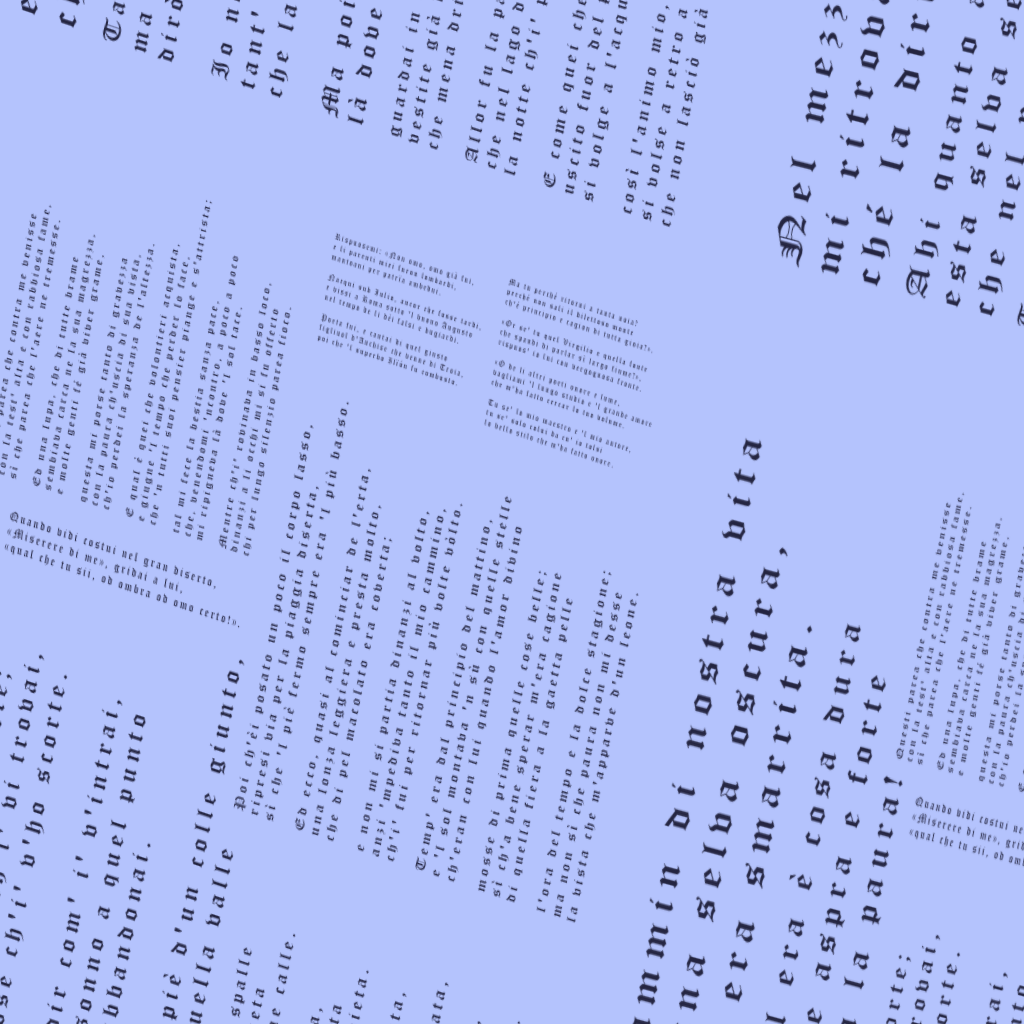 Nel mezz
mi ritrov
ché la dir
Ahi quanto
esta selva se
che nel
ma
dirò
Io n
tant'
che la
Ma poi
là dove
guardai in
vestite già
che mena dri
Allor fu la pa
che nel lago d
la notte ch'i'
E come quei che
uscito fuor del
si volge a l'acqu
così l'animo mio,
si volse a retro a
che non lasciò già
parea che contra me venisse
con la test' alta e con rabbiosa fame,
sì che parea che l'aere ne tremesse.
Ed una lupa, che di tutte brame
sembiava carca ne la sua magrezza,
e molte genti fé già viver grame,
questa mi porse tanto di gravezza
con la paura ch'uscia di sua vista,
ch'io perdei la speranza de l'altezza.
E qual è quei che volontieri acquista,
e giugne 'l tempo che perder lo face,
che 'n tutti suoi pensier piange e s'attrista;
tal mi fece la bestia sanza pace,
che, venendomi 'ncontro, a poco a poco
mi ripigneva là dove 'l sol tace.
Mentre ch'i' rovinava in basso loco,
dinanzi a li occhi mi si fu offerto
chi per lungo silenzio parea fioco.
Quando vidi costui nel gran diserto,
«Miserere di me», gridai a lui,
«qual che tu sii, od ombra od omo certo!».
Rispuosemi: «Non omo, omo già fui,
e li parenti miei furon lombardi,
mantoani per patrïa ambedui.
Nacqui sub Iulio, ancor che fosse tardi,
e vissi a Roma sotto 'l buono Augusto
nel tempo de li dèi falsi e bugiardi.
Poeta fui, e cantai di quel giusto
figliuol d'Anchise che venne di Troia,
poi che 'l superbo Ilïón fu combusto.
Ma tu perché ritorni a tanta noia?
perché non sali il dilettoso monte
ch'è principio e cagion di tutta gioia?».
«Or se' tu quel Virgilio e quella fonte
che spandi di parlar sì largo fiume?»,
rispuos' io lui con vergognosa fronte.
«O de li altri poeti onore e lume,
vagliami 'l lungo studio e 'l grande amore
che m'ha fatto cercar lo tuo volume.
Tu se' lo mio maestro e 'l mio autore,
tu se' solo colui da cu' io tolsi
lo bello stilo che m'ha fatto onore.
vi trovai,
ch'i' v'ho scorte.
dir com' i' v'intrai,
sonno a quel punto
bbandonai.
piè d'un colle giunto,
uella valle
spalle
eta
e calle.
Poi ch'èi posato un poco il corpo lasso,
ripresi via per la piaggia diserta,
sì che 'l piè fermo sempre era 'l più basso.
Ed ecco, quasi al cominciar de l'erta,
una lonza leggiera e presta molto,
che di pel macolato era coverta;
e non mi si partia dinanzi al volto,
anzi 'mpediva tanto il mio cammino,
ch'i' fui per ritornar più volte vòlto.
Temp' era dal principio del mattino,
e 'l sol montava 'n sù con quelle stelle
ch'eran con lui quando l'amor divino
mosse di prima quelle cose belle;
sì ch'a bene sperar m'era cagione
di quella fiera a la gaetta pelle
l'ora del tempo e la dolce stagione;
ma non sì che paura non mi desse
la vista che m'apparve d'un leone.
mmin di nostra vita
na selva oscura,
era smarrita.
era è cosa dura
e aspra e forte
la paura!
orte;
ovai,
orte.
Questi parea che contra me venisse
con la test' alta e con rabbiosa fame,
sì che parea che l'aere ne tremesse.
Ed una lupa, che di tutte brame
sembiava carca ne la sua magrezza,
e molte genti fé già viver grame,
questa mi porse tanto di grave
con la paura ch'uscia di
ch'io perdei la
Quando vidi costui ne
«Miserere di me», grid
«qual che tu sii, od om